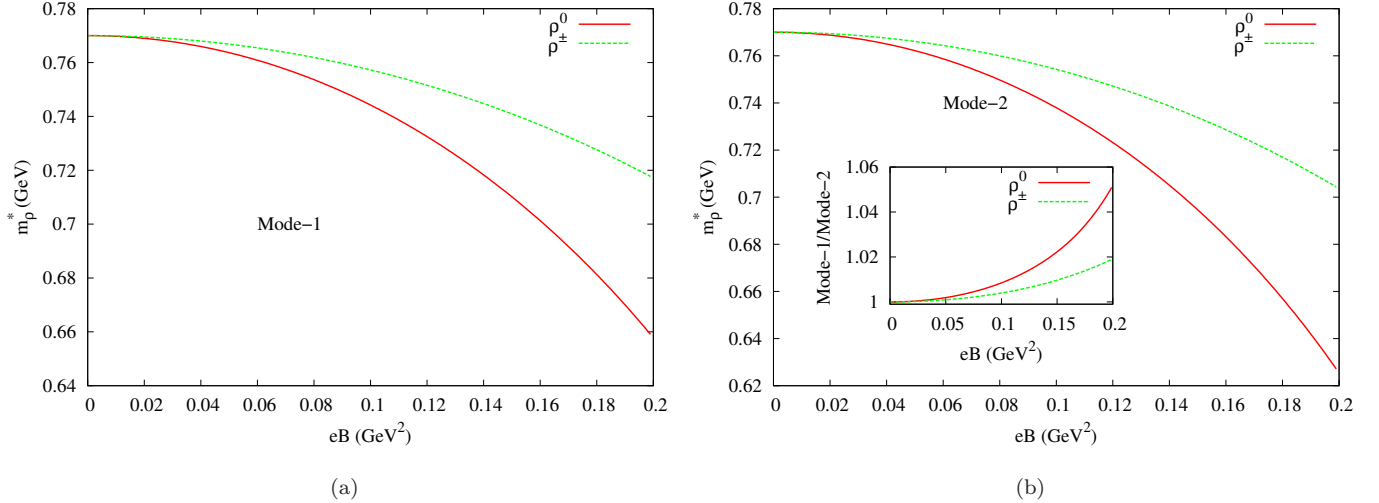 0.78
0.76
0.74
0.72
0.7
0.68
0.66
0.64
m*ρ (GeV)
ρ⁰
ρ±
Mode−1
0 0.02 0.04 0.06 0.08 0.1 0.12 0.14 0.16 0.18 0.2
eB (GeV²)
(a)
0.78
0.76
0.74
0.72
0.7
0.68
0.66
0.64
0.62
m*ρ (GeV)
ρ⁰
ρ±
Mode−2
1.06
1.04
1.02
1
Mode−1/Mode−2
ρ⁰
ρ±
0 0.05 0.1 0.15 0.2
eB (GeV²)
0 0.02 0.04 0.06 0.08 0.1 0.12 0.14 0.16 0.18 0.2
eB (GeV²)
(b)